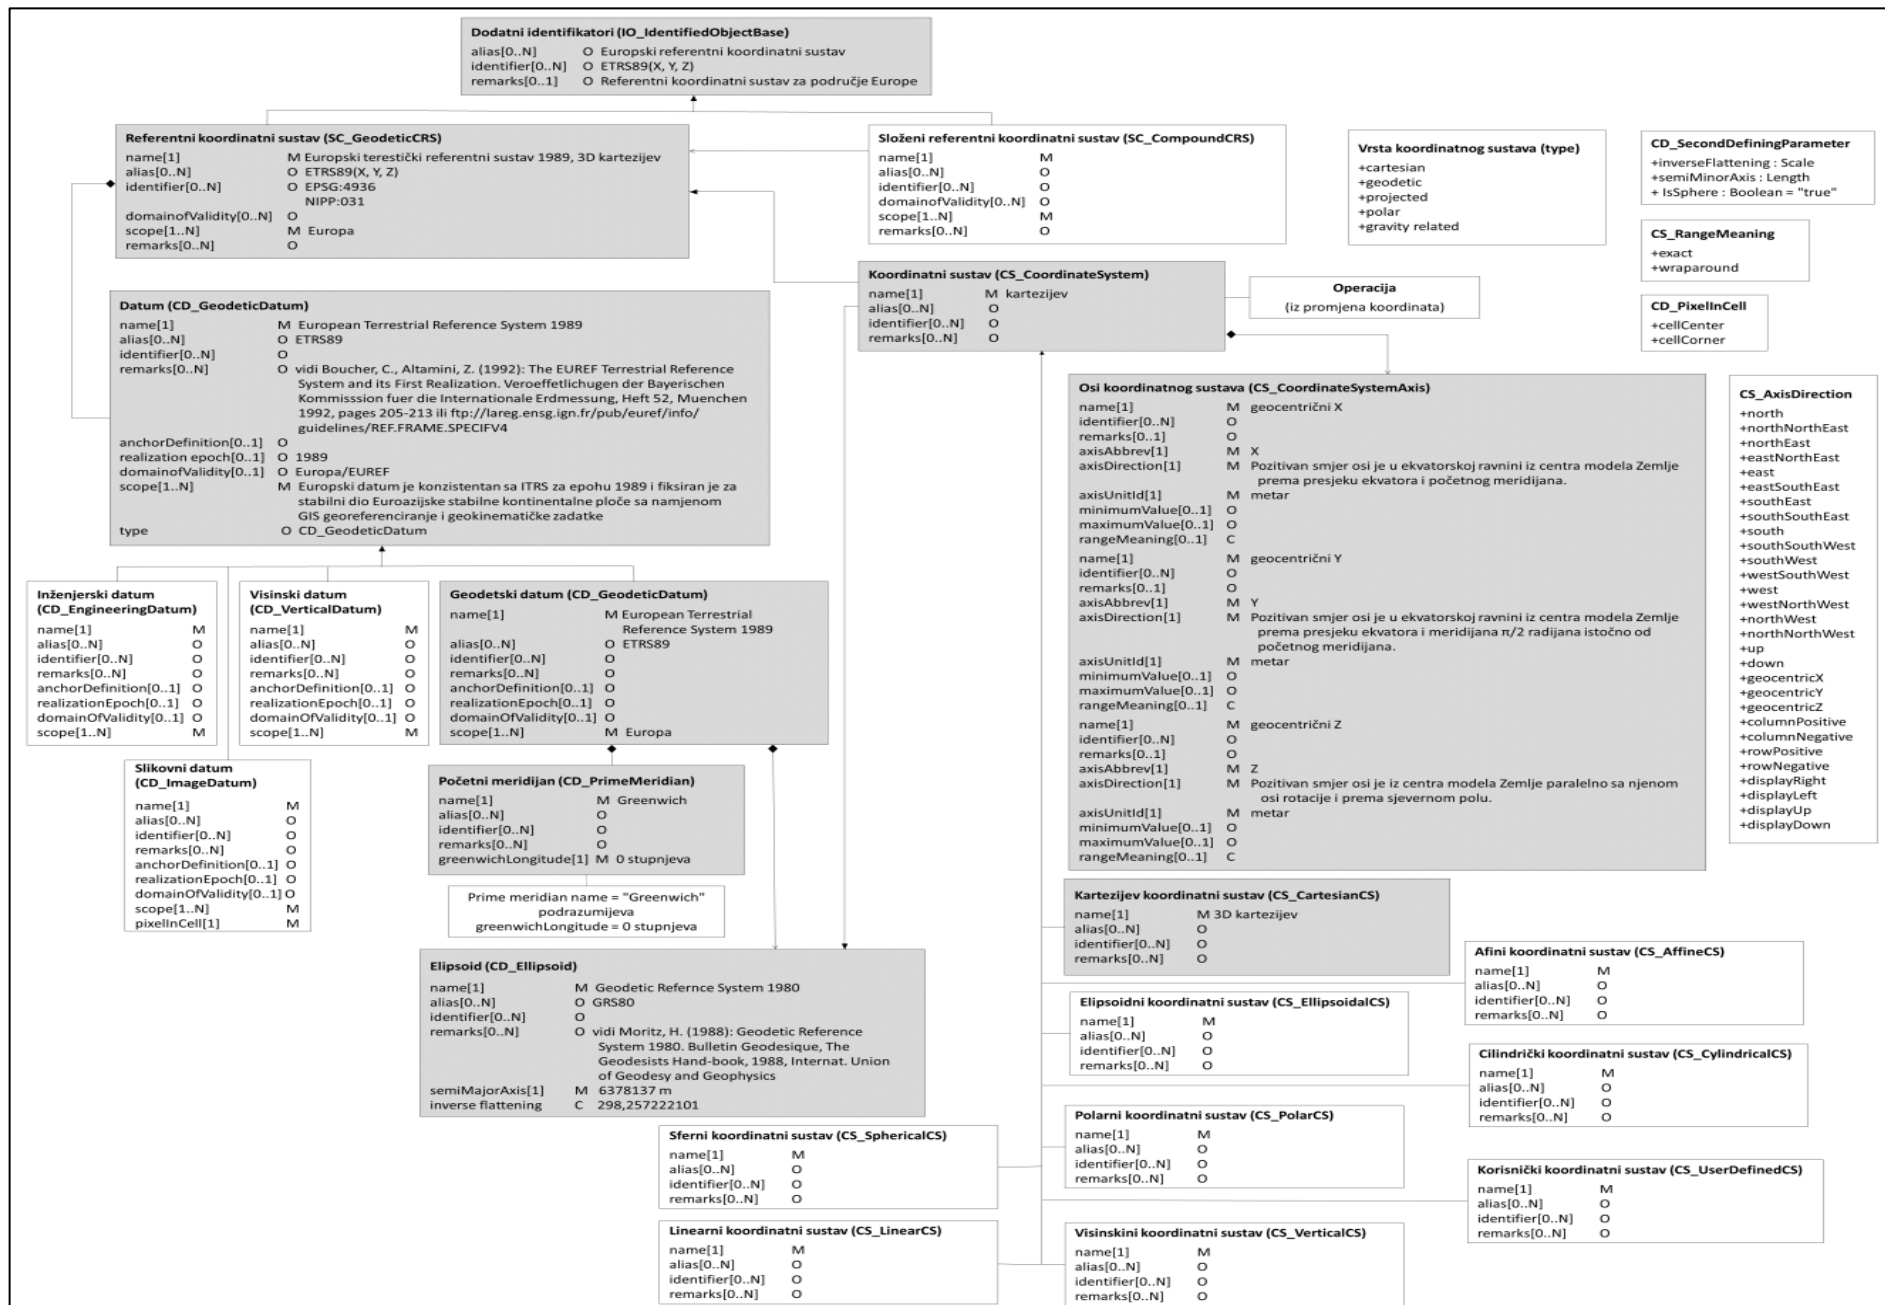 Dodatni identifikatori (IO_IdentifiedObjectBase)
alias[0..N] O Europski referentni koordinatni sustav
identifier[0..N] O ETRS89(X, Y, Z)
remarks[0..1] O Referentni koordinatni sustav za područje Europe
Referentni koordinatni sustav (SC_GeodeticCRS)
name[1] M Europski terestički referentni sustav 1989, 3D kartezijev
alias[0..N] O ETRS89(X, Y, Z)
identifier[0..N] O EPSG:4936
NIPP:031
domainofValidity[0..N] O
scope[1..N] M Europa
remarks[0..N] O
Složeni referentni koordinatni sustav (SC_CompoundCRS)
name[1] M
alias[0..N] O
identifier[0..N] O
domainofValidity[0..N] O
scope[1..N] M
remarks[0..N] O
Vrsta koordinatnog sustava (type)
+cartesian
+geodetic
+projected
+polar
+gravity related
CD_SecondDefiningParameter
+inverseFlattening : Scale
+semiMinorAxis : Length
+ IsSphere : Boolean = "true"
CS_RangeMeaning
+exact
+wraparound
CD_PixelInCell
+cellCenter
+cellCorner
Koordinatni sustav (CS_CoordinateSystem)
name[1] M kartezijev
alias[0..N] O
identifier[0..N] O
remarks[0..N] O
Operacija
(iz promjena koordinata)
Datum (CD_GeodeticDatum)
name[1] M European Terrestrial Reference System 1989
alias[0..N] O ETRS89
identifier[0..N] O
remarks[0..N] O vidi Boucher, C., Altamini, Z. (1992): The EUREF Terrestrial Reference
System and its First Realization. Veroeffetlichugen der Bayerischen
Kommisssion fuer die Internationale Erdmessung, Heft 52, Muenchen
1992, pages 205-213 ili ftp://lareg.ensg.ign.fr/pub/euref/info/
guidelines/REF.FRAME.SPECIFV4
anchorDefinition[0..1] O
realization epoch[0..1] O 1989
domainofValidity[0..1] O Europa/EUREF
scope[1..N] M Europski datum je konzistentan sa ITRS za epohu 1989 i fiksiran je za
stabilni dio Euroazijske stabilne kontinentalne ploče sa namjenom
GIS georeferenciranje i geokinematičke zadatke
type O CD_GeodeticDatum
Osi koordinatnog sustava (CS_CoordinateSystemAxis)
name[1] M geocentrični X
identifier[0..N] O
remarks[0..1] O
axisAbbrev[1] M X
axisDirection[1] M Pozitivan smjer osi je u ekvatorskoj ravnini iz centra modela Zemlje
prema presjeku ekvatora i početnog meridijana.
axisUnitId[1] M metar
minimumValue[0..1] O
maximumValue[0..1] O
rangeMeaning[0..1] C
name[1] M geocentrični Y
identifier[0..N] O
remarks[0..1] O
axisAbbrev[1] M Y
axisDirection[1] M Pozitivan smjer osi je u ekvatorskoj ravnini iz centra modela Zemlje
prema presjeku ekvatora i meridijana π/2 radijana istočno od
početnog meridijana.
axisUnitId[1] M metar
minimumValue[0..1] O
maximumValue[0..1] O
rangeMeaning[0..1] C
name[1] M geocentrični Z
identifier[0..N] O
remarks[0..1] O
axisAbbrev[1] M Z
axisDirection[1] M Pozitivan smjer osi je iz centra modela Zemlje paralelno sa njenom
osi rotacije i prema sjevernom polu.
axisUnitId[1] M metar
minimumValue[0..1] O
maximumValue[0..1] O
rangeMeaning[0..1] C
CS_AxisDirection
+north
+northNorthEast
+northEast
+eastNorthEast
+east
+eastSouthEast
+southEast
+southSouthEast
+south
+southSouthWest
+southWest
+westSouthWest
+west
+westNorthWest
+northWest
+northNorthWest
+up
+down
+geocentricX
+geocentricY
+geocentricZ
+columnPositive
+columnNegative
+rowPositive
+rowNegative
+displayRight
+displayLeft
+displayUp
+displayDown
Inženjerski datum
(CD_EngineeringDatum)
name[1] M
alias[0..N] O
identifier[0..N] O
remarks[0..N] O
anchorDefinition[0..1] O
realizationEpoch[0..1] O
domainOfValidity[0..1] O
scope[1..N] M
Visinski datum
(CD_VerticalDatum)
name[1] M
alias[0..N] O
identifier[0..N] O
remarks[0..N] O
anchorDefinition[0..1] O
realizationEpoch[0..1] O
domainOfValidity[0..1] O
scope[1..N] M
Geodetski datum (CD_GeodeticDatum)
name[1] M European Terrestrial
Reference System 1989
alias[0..N] O ETRS89
identifier[0..N] O
remarks[0..N] O
anchorDefinition[0..1] O
realizationEpoch[0..1] O
domainOfValidity[0..1] O
scope[1..N] M Europa
Slikovni datum
(CD_ImageDatum)
name[1] M
alias[0..N] O
identifier[0..N] O
remarks[0..N] O
anchorDefinition[0..1] O
realizationEpoch[0..1] O
domainOfValidity[0..1] O
scope[1..N] M
pixelInCell[1] M
Početni meridijan (CD_PrimeMeridian)
name[1] M Greenwich
alias[0..N] O
identifier[0..N] O
remarks[0..N] O
greenwichLongitude[1] M 0 stupnjeva
Prime meridian name = "Greenwich"
podrazumijeva
greenwichLongitude = 0 stupnjeva
Elipsoid (CD_Ellipsoid)
name[1] M Geodetic Refernce System 1980
alias[0..N] O GRS80
identifier[0..N] O
remarks[0..N] O vidi Moritz, H. (1988): Geodetic Reference
System 1980. Bulletin Geodesique, The
Geodesists Hand-book, 1988, Internat. Union
of Geodesy and Geophysics
semiMajorAxis[1] M 6378137 m
inverse flattening C 298,257222101
Kartezijev koordinatni sustav (CS_CartesianCS)
name[1] M 3D kartezijev
alias[0..N] O
identifier[0..N] O
remarks[0..N] O
Afini koordinatni sustav (CS_AffineCS)
name[1] M
alias[0..N] O
identifier[0..N] O
remarks[0..N] O
Elipsoidni koordinatni sustav (CS_EllipsoidalCS)
name[1] M
alias[0..N] O
identifier[0..N] O
remarks[0..N] O
Cilindrički koordinatni sustav (CS_CylindricalCS)
name[1] M
alias[0..N] O
identifier[0..N] O
remarks[0..N] O
Polarni koordinatni sustav (CS_PolarCS)
name[1] M
alias[0..N] O
identifier[0..N] O
remarks[0..N] O
Sferni koordinatni sustav (CS_SphericalCS)
name[1] M
alias[0..N] O
identifier[0..N] O
remarks[0..N] O
Korisnički koordinatni sustav (CS_UserDefinedCS)
name[1] M
alias[0..N] O
identifier[0..N] O
remarks[0..N] O
Linearni koordinatni sustav (CS_LinearCS)
name[1] M
alias[0..N] O
identifier[0..N] O
remarks[0..N] O
Visinskini koordinatni sustav (CS_VerticalCS)
name[1] M
alias[0..N] O
identifier[0..N] O
remarks[0..N] O